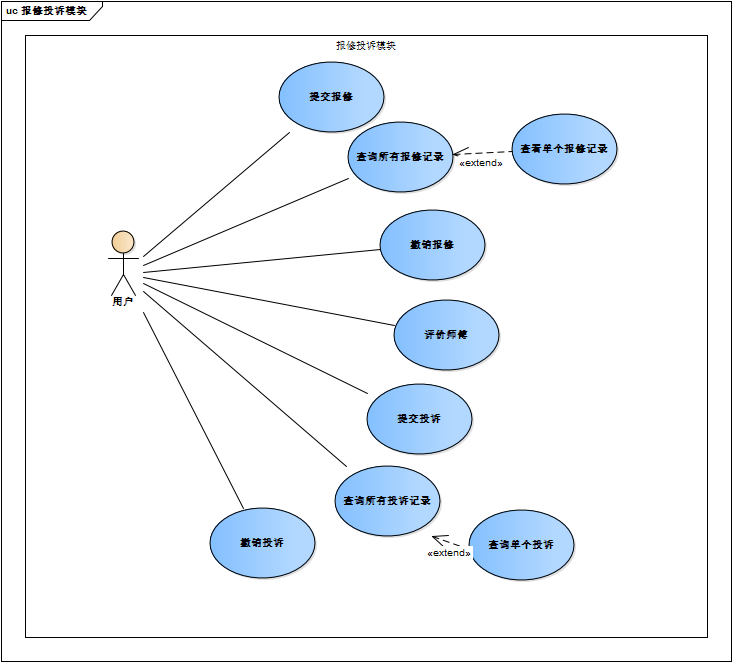 uc 报修投诉模块
报修投诉模块
提交报修
查询所有报修记录
«extend»
查看单个报修记录
撤销报修
用户
评价师傅
提交投诉
查询所有投诉记录
撤销投诉
«extend»
查询单个投诉